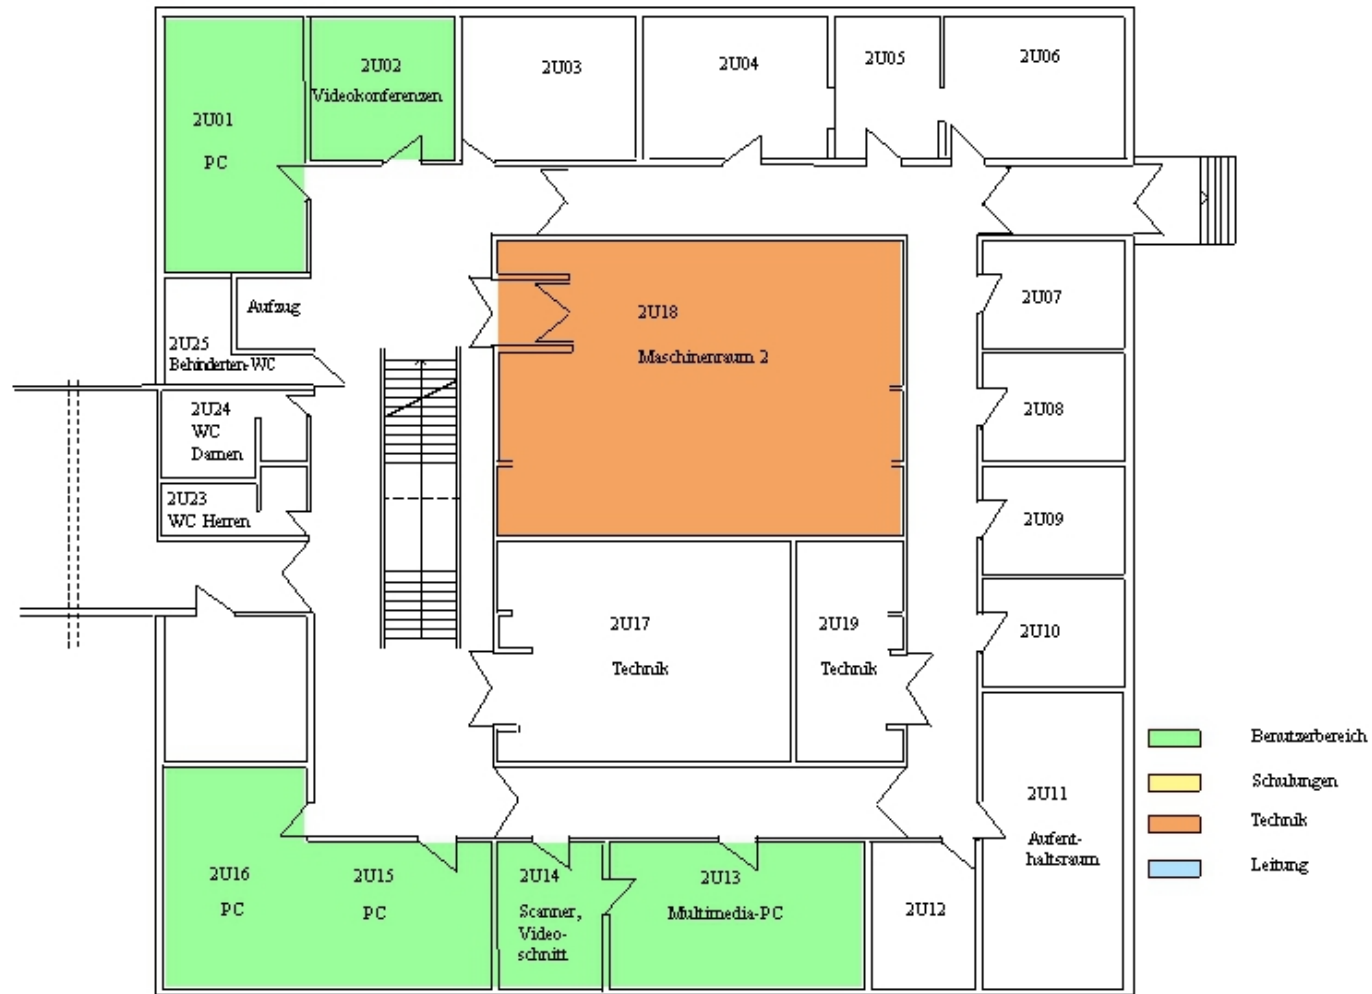 2U01
PC
2U02
Videokonferenzen
2U03
2U04
2U05
2U06
Aufzug
2U25
Behinderten-WC
2U24
WC
Damen
2U23
WC Herren
2U18
Maschinenraum 2
2U07
2U08
2U09
2U10
2U17
Technik
2U19
Technik
2U11
Aufent-
haltsraum
2U16
PC
2U15
PC
2U14
Scanner,
Video-
schnitt
2U13
Multimedia-PC
2U12
Benutzerbereich
Schulungen
Technik
Leitung